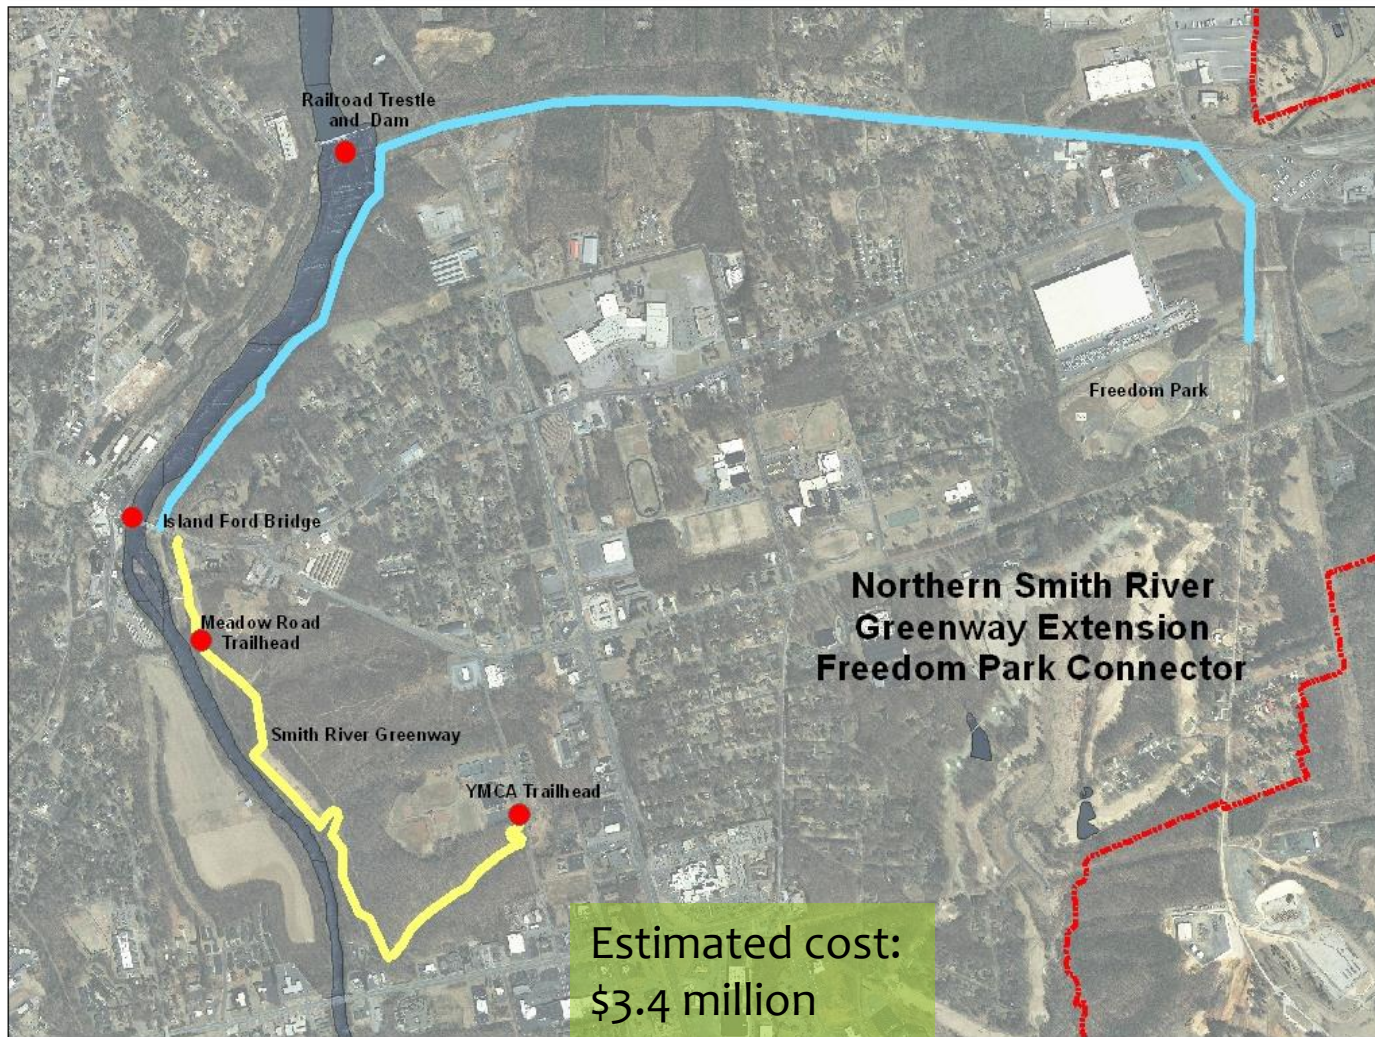 Railroad Trestle
and Dam
Freedom Park
Island Ford Bridge
Northern Smith River
Greenway Extension
Freedom Park Connector
Meadow Road
Trailhead
Smith River Greenway
YMCA Trailhead
Estimated cost:
$3.4 million